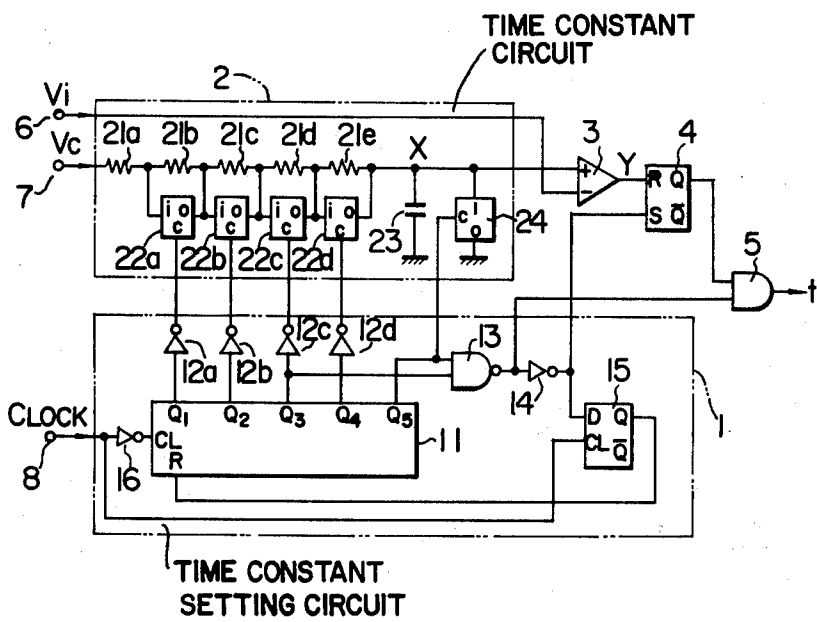 TIME CONSTANT
CIRCUIT
2
Vi
6
Vc
7
21a
21b
21c
21d
21e
X
3
Y
4
R Q
S Q̅
+
−
i o
c
i o
c
i o
c
i o
c
22a
22b
22c
22d
23
c i
o
24
5
t
12a
12b
12c
12d
13
14
15
1
Q1 Q2 Q3 Q4 Q5
CL
R
11
D Q
CL Q̅
CLOCK
8
16
TIME CONSTANT
SETTING CIRCUIT